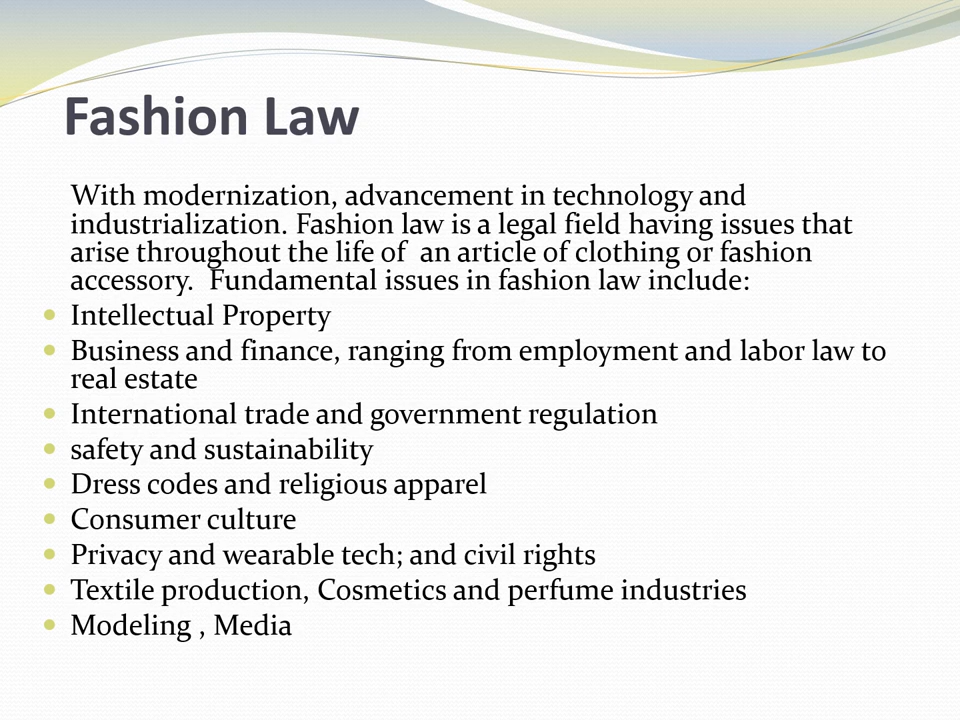 Fashion Law
With modernization, advancement in technology and
industrialization. Fashion law is a legal field having issues that
arise throughout the life of  an article of clothing or fashion
accessory.  Fundamental issues in fashion law include:
Intellectual Property
Business and finance, ranging from employment and labor law to
real estate
International trade and government regulation
safety and sustainability
Dress codes and religious apparel
Consumer culture
Privacy and wearable tech; and civil rights
Textile production, Cosmetics and perfume industries
Modeling , Media